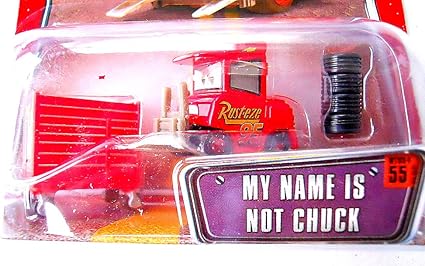 Rust-eze
MY NAME IS
NOT CHUCK
55